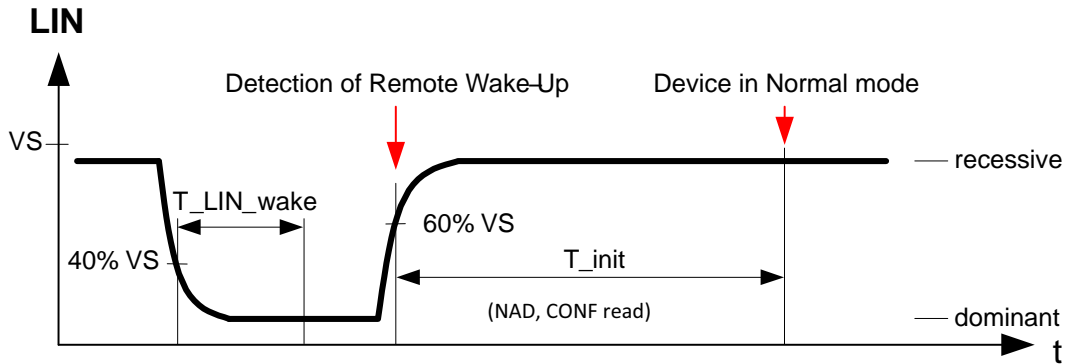 LIN
Detection of Remote Wake-Up
Device in Normal mode
VS
recessive
T_LIN_wake
60% VS
40% VS
T_init
(NAD, CONF read)
dominant
t